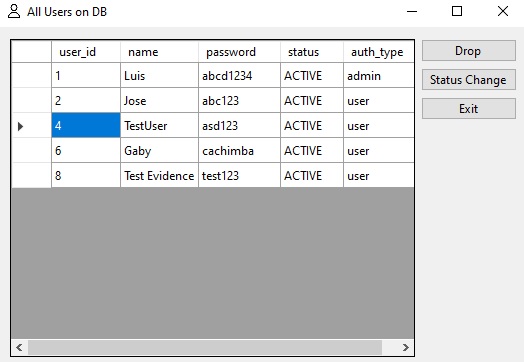 All Users on DB
user_id name password status auth_type
1 Luis abcd1234 ACTIVE admin
2 Jose abc123 ACTIVE user
4 TestUser asd123 ACTIVE user
6 Gaby cachimba ACTIVE user
8 Test Evidence test123 ACTIVE user
Drop
Status Change
Exit